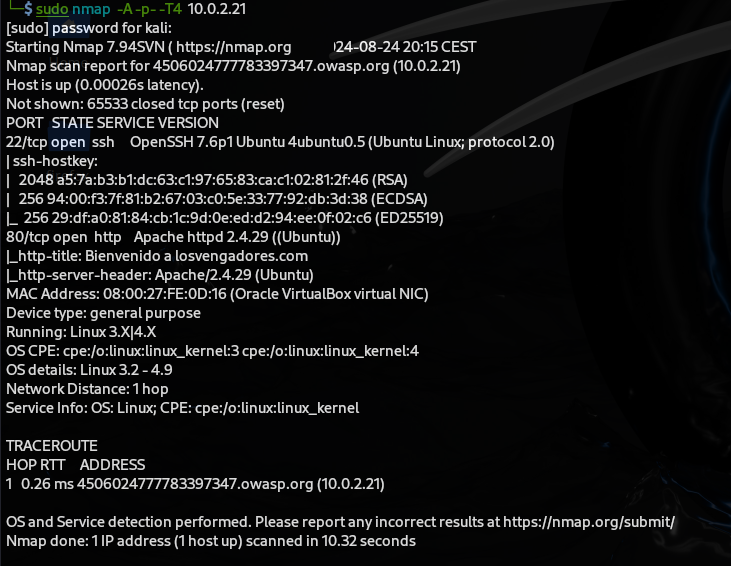 └─$ sudo nmap -A -p- --T4 10.0.2.21
[sudo] password for kali:
Starting Nmap 7.94SVN ( https://nmap.org 24-08-24 20:15 CEST
Nmap scan report for 4506024777783397347.owasp.org (10.0.2.21)
Host is up (0.00026s latency).
Not shown: 65533 closed tcp ports (reset)
PORT STATE SERVICE VERSION
22/tcp open ssh OpenSSH 7.6p1 Ubuntu 4ubuntu0.5 (Ubuntu Linux; protocol 2.0)
| ssh-hostkey:
| 2048 a5:7a:b3:b1:dc:63:c1:97:65:83:ca:c1:02:81:2f:46 (RSA)
| 256 94:00:f3:7f:81:b2:67:03:c0:5e:33:77:92:db:3d:38 (ECDSA)
|_ 256 29:df:a0:81:84:cb:1c:9d:0e:ed:d2:94:ee:0f:02:c6 (ED25519)
80/tcp open http Apache httpd 2.4.29 ((Ubuntu))
|_http-title: Bienvenido a losvengadores.com
|_http-server-header: Apache/2.4.29 (Ubuntu)
MAC Address: 08:00:27:FE:0D:16 (Oracle VirtualBox virtual NIC)
Device type: general purpose
Running: Linux 3.X|4.X
OS CPE: cpe:/o:linux:linux_kernel:3 cpe:/o:linux:linux_kernel:4
OS details: Linux 3.2 - 4.9
Network Distance: 1 hop
Service Info: OS: Linux; CPE: cpe:/o:linux:linux_kernel

TRACEROUTE
HOP RTT ADDRESS
1 0.26 ms 4506024777783397347.owasp.org (10.0.2.21)

OS and Service detection performed. Please report any incorrect results at https://nmap.org/submit/
Nmap done: 1 IP address (1 host up) scanned in 10.32 seconds